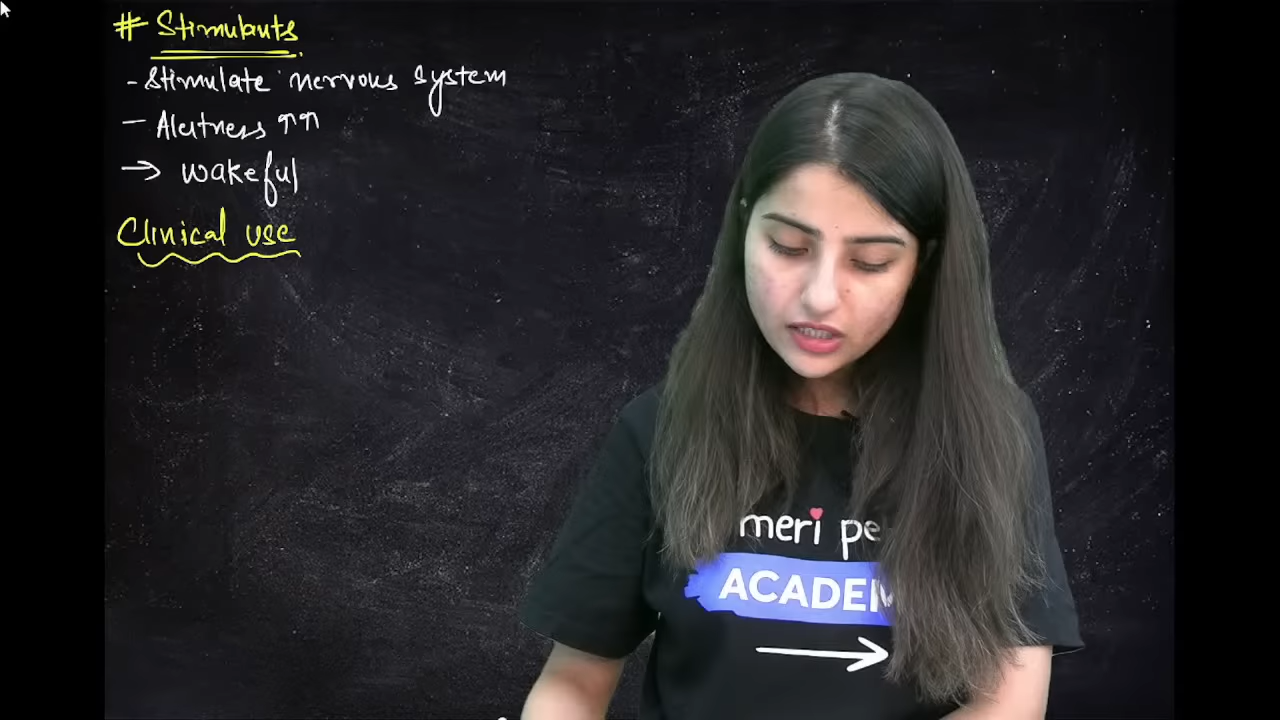 # Stimulants
- Stimulate nervous system
- Alertness ↑↑
→ wakeful
Clinical use
meri pe
ACADEM